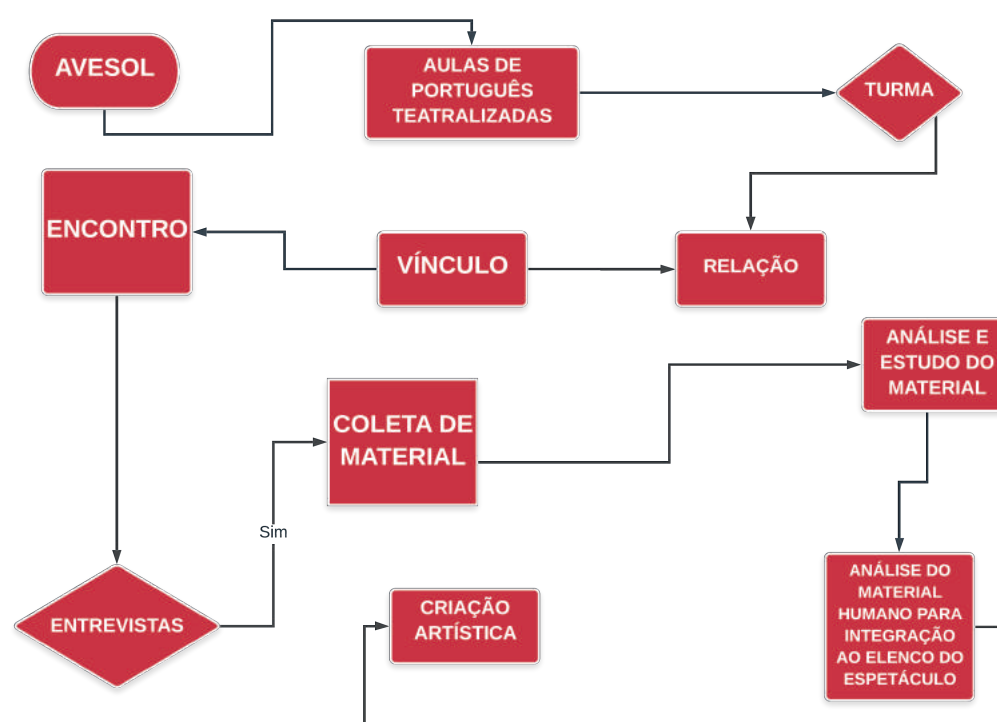 AVESOL
AULAS DE
PORTUGUÊS
TEATRALIZADAS
TURMA
ENCONTRO
VÍNCULO
RELAÇÃO
ANÁLISE E
ESTUDO DO
MATERIAL
COLETA DE
MATERIAL
Sim
ENTREVISTAS
CRIAÇÃO
ARTÍSTICA
ANÁLISE DO
MATERIAL
HUMANO PARA
INTEGRAÇÃO
AO ELENCO DO
ESPETÁCULO